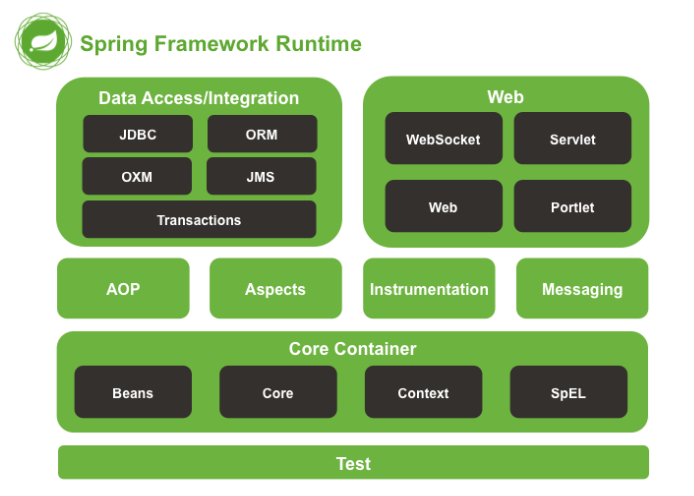 Spring Framework Runtime
Data Access/Integration
JDBC
ORM
OXM
JMS
Transactions
Web
WebSocket
Servlet
Web
Portlet
AOP
Aspects
Instrumentation
Messaging
Core Container
Beans
Core
Context
SpEL
Test